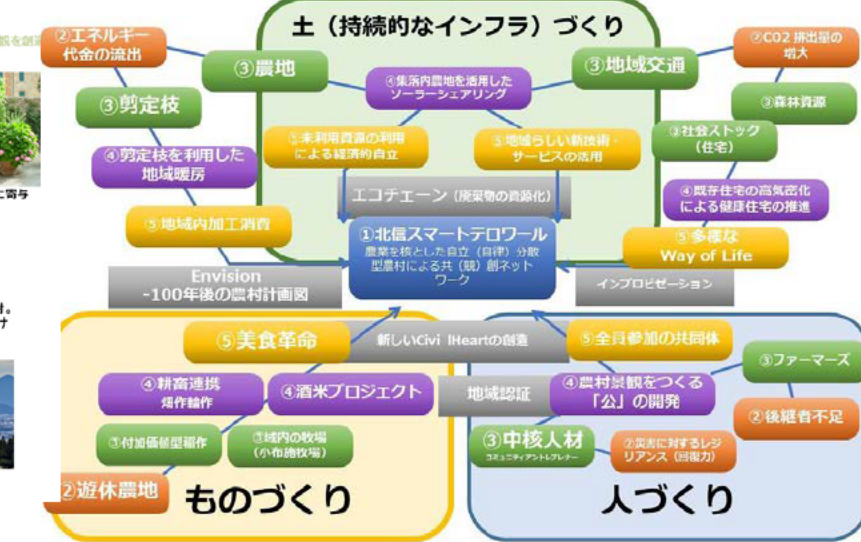 土（持続的なインフラ）づくり
②エネルギー
代金の流出
③農地
④集落内農地を活用した
ソーラーシェアリング
③地域交通
②CO2 排出量の
増大
③剪定枝
③森林資源
⑤未利用資源の利用
による経済的自立
⑤地域らしい新技術・
サービスの活用
③社会ストック
（住宅）
④剪定枝を利用した
地域暖房
に寄与
エコチェーン（廃棄物の資源化）
④既存住宅の高気密化
による健康住宅の推進
⑤地域内加工消費
①北信スマートテロワール
農業を核とした自立（自律）分散
型農村による共（競）創ネット
ワーク
⑤多様な
Way of Life
Envision
-100年後の農村計画図
インプロビゼーション
⑤美食革命
新しいCivi lHeartの創造
⑤全員参加の共同体
④耕畜連携
畑作輪作
④酒米プロジェクト
地域認証
④農村景観をつくる
「公」の開発
③ファーマーズ
③付加価値型稲作
③域内の牧場
（小布施牧場）
③中核人材
コミュニティアントレプレナー
②災害に対するレジ
リアンス（回復力）
②後継者不足
②遊休農地
ものづくり
人づくり